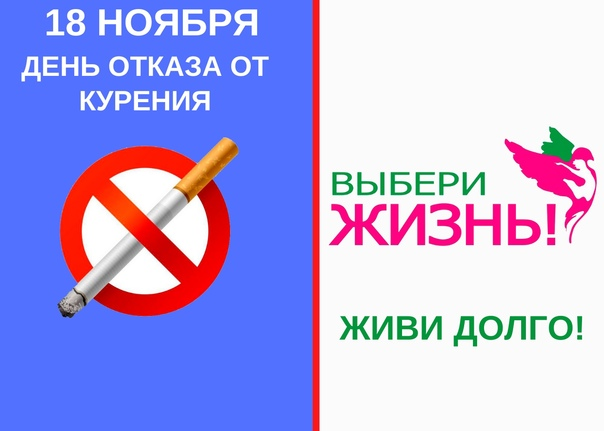 18 НОЯБРЯ
ДЕНЬ ОТКАЗА ОТ
КУРЕНИЯ
ВЫБЕРИ
ЖИЗНЬ!
ЖИВИ ДОЛГО!